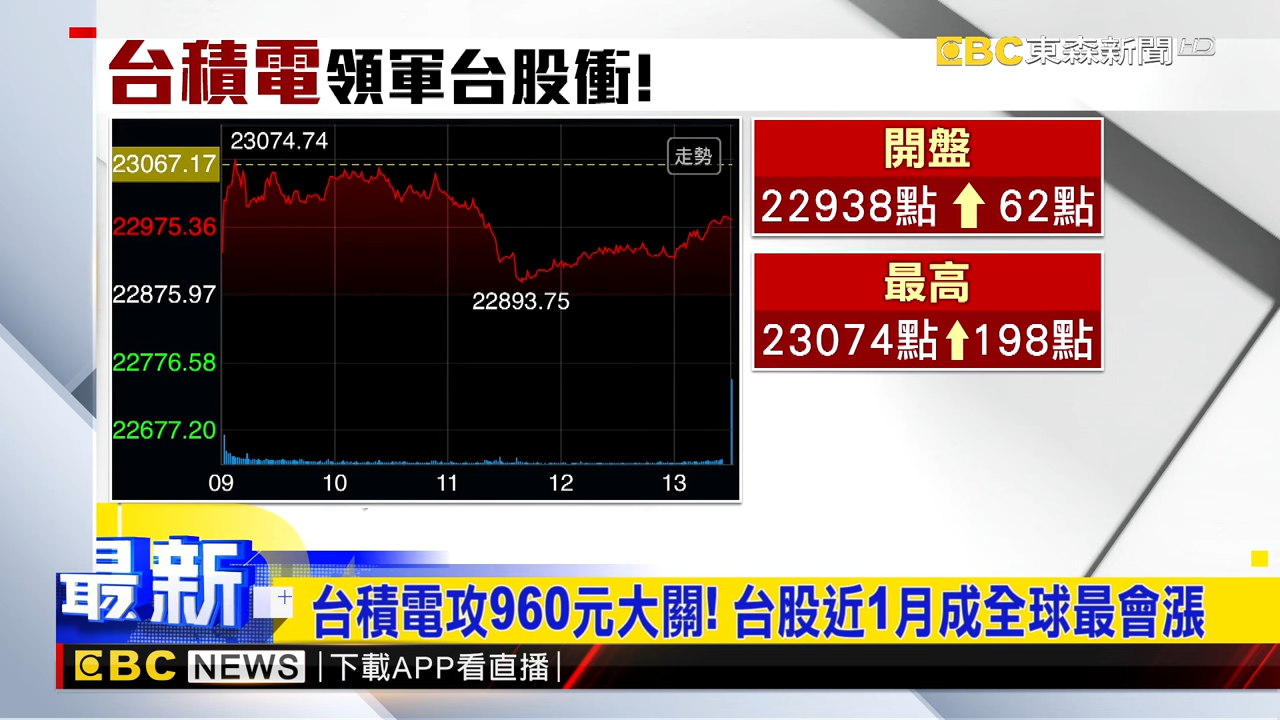 台積電領軍台股衝!
EBC東森新聞HD
23074.74
走勢
23067.17
22975.36
22875.97
22776.58
22677.20
22893.75
09 10 11 12 13
開盤
22938點 62點
最高
23074點 198點
最新
台積電攻960元大關! 台股近1月成全球最會漲
EBC NEWS 下載APP看直播